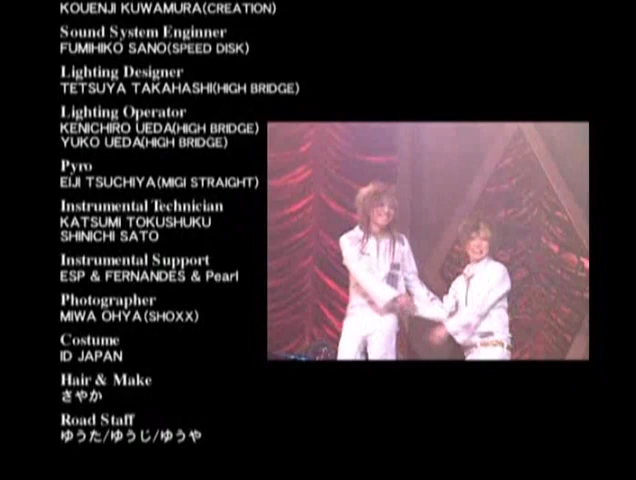 KOUENJI KUWAMURA(CREATION)
Sound System Enginner
FUMIHIKO SANO(SPEED DISK)
Lighting Designer
TETSUYA TAKAHASHI(HIGH BRIDGE)
Lighting Operator
KENICHIRO UEDA(HIGH BRIDGE)
YUKO UEDA(HIGH BRIDGE)
Pyro
EIJI TSUCHIYA(MIGI STRAIGHT)
Instrumental Technician
KATSUMI TOKUSHUKU
SHINICHI SATO
Instrumental Support
ESP & FERNANDES & Pearl
Photographer
MIWA OHYA(SHOXX)
Costume
ID JAPAN
Hair & Make
さやか
Road Staff
ゆうた/ゆうじ/ゆうや